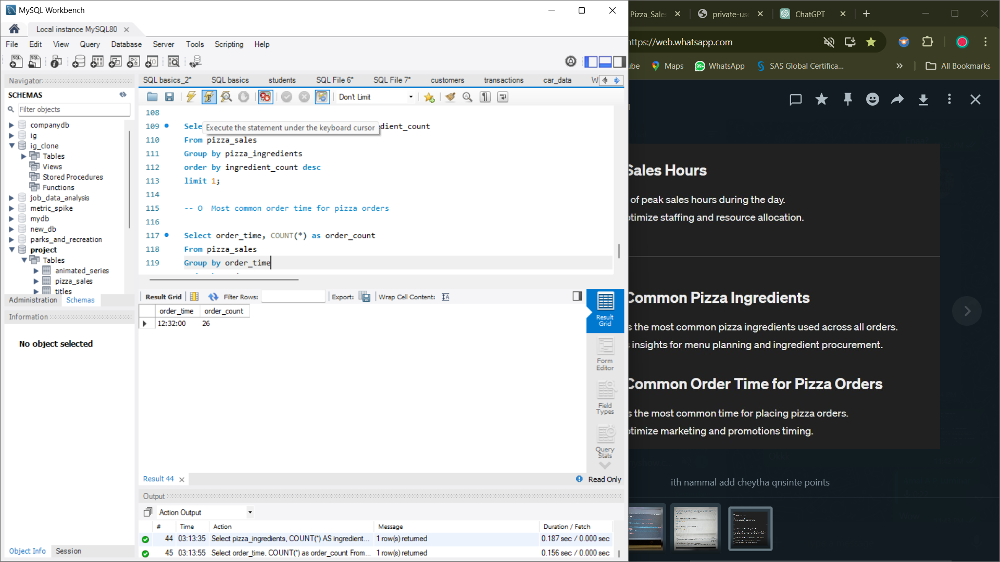 MySQL Workbench
Local instance MySQL80
File Edit View Query Database Server Tools Scripting Help
Navigator
SCHEMAS
Filter objects
companydb
ig
ig_clone
Tables
Views
Stored Procedures
Functions
job_data_analysis
metric_spike
mydb
new_db
parks_and_recreation
project
Tables
animated_series
pizza_sales
titles
Administration Schemas
Information
No object selected
Object Info Session
SQL basics_2* SQL basics students SQL File 6* SQL File 7* customers transactions car_data W
Don't Limit
108
109 Sele dient_count
Execute the statement under the keyboard cursor
110 From pizza_sales
111 Group by pizza_ingredients
112 order by ingredient_count desc
113 limit 1;
114
115 -- O Most common order time for pizza orders
116
117 Select order_time, COUNT(*) as order_count
118 From pizza_sales
119 Group by order_time
Result Grid Filter Rows: Export: Wrap Cell Content:
order_time order_count
12:32:00 26
Result Grid
Form Editor
Field Types
Query Stats
Result 44
Read Only
Output
Action Output
# Time Action Message Duration / Fetch
44 03:13:35 Select pizza_ingredients, COUNT(*) AS ingredient... 1 row(s) returned 0.187 sec / 0.000 sec
45 03:13:55 Select order_time, COUNT(*) as order_count From... 1 row(s) returned 0.156 sec / 0.000 sec
Pizza_Sale private-us ChatGPT
https://web.whatsapp.com
ube Maps WhatsApp SAS Global Certifica... All Bookmarks
99+
Sales Hours
of peak sales hours during the day.
ptimize staffing and resource allocation.
Common Pizza Ingredients
s the most common pizza ingredients used across all orders.
s insights for menu planning and ingredient procurement.
Common Order Time for Pizza Orders
s the most common time for placing pizza orders.
ptimize marketing and promotions timing.
ith nammal add cheytha qnsinte points